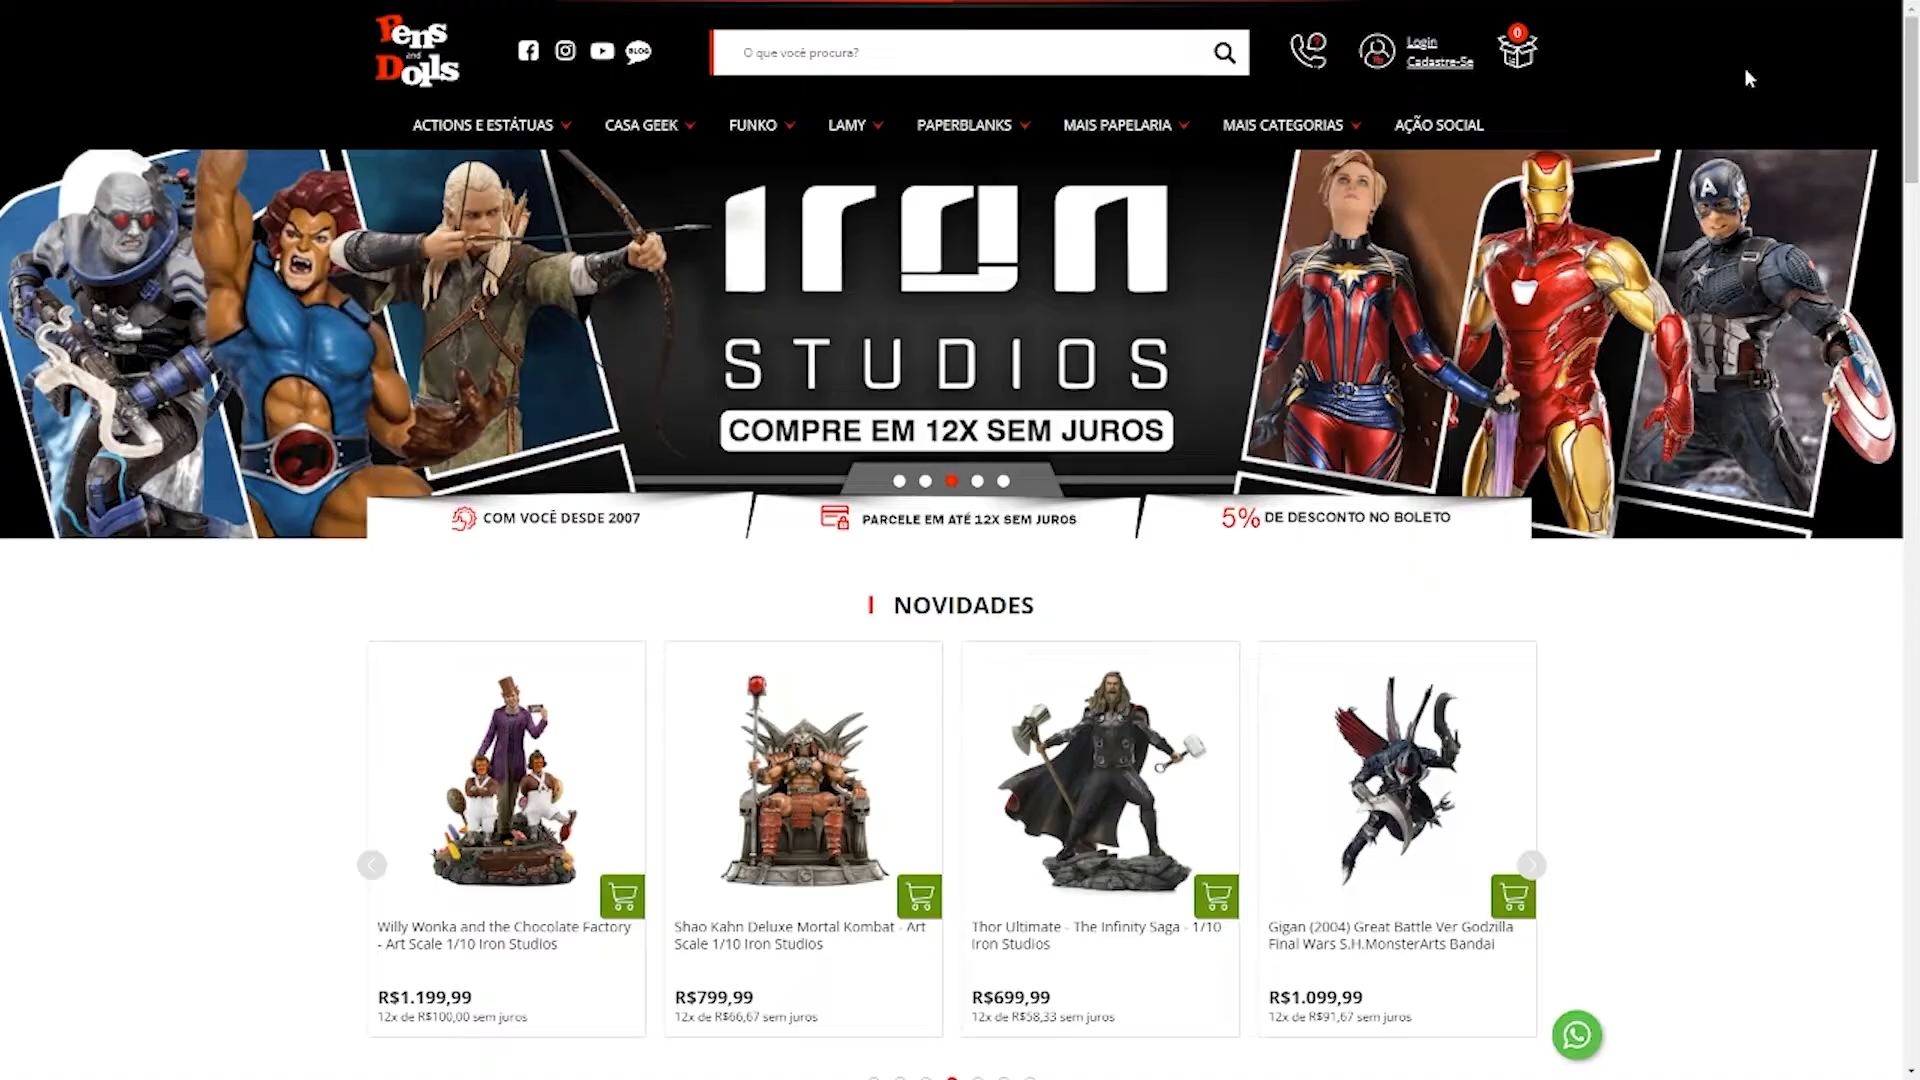 Pens
and
Dolls
BLOG
O que você procura?
Login
Cadastre-Se
0
ACTIONS E ESTÁTUAS
CASA GEEK
FUNKO
LAMY
PAPERBLANKS
MAIS PAPELARIA
MAIS CATEGORIAS
AÇÃO SOCIAL
IRON
STUDIOS
COMPRE EM 12X SEM JUROS
COM VOCÊ DESDE 2007
PARCELE EM ATÉ 12X SEM JUROS
5% DE DESCONTO NO BOLETO
NOVIDADES
Willy Wonka and the Chocolate Factory
- Art Scale 1/10 Iron Studios
R$1.199,99
12x de R$100,00 sem juros
Shao Kahn Deluxe Mortal Kombat - Art
Scale 1/10 Iron Studios
R$799,99
12x de R$66,67 sem juros
Thor Ultimate - The Infinity Saga - 1/10
Iron Studios
R$699,99
12x de R$58,33 sem juros
Gigan (2004) Great Battle Ver Godzilla
Final Wars S.H.MonsterArts Bandai
R$1.099,99
12x de R$91,67 sem juros